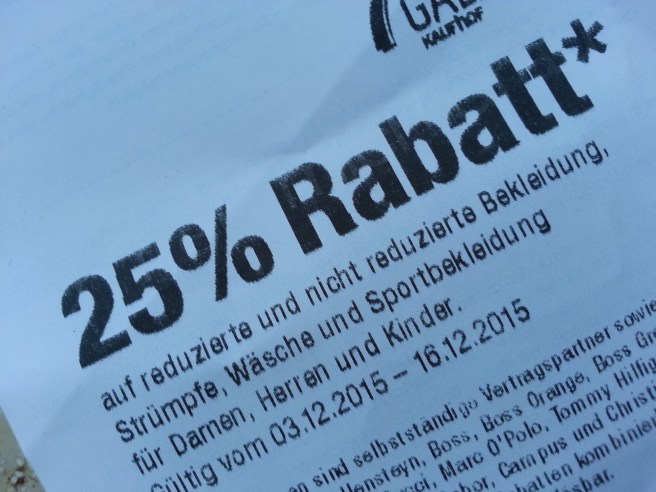 GAL
KAUFHOF
25% Rabatt*
auf reduzierte und nicht reduzierte Bekleidung,
Strümpfe, Wäsche und Sportbekleidung
für Damen, Herren und Kinder.
Gültig vom 03.12.2015 – 16.12.2015
sind selbstständige Vertragspartner sowie
Boss, Boss Orange, Boss
Marc O'Polo, Tommy
Campus und